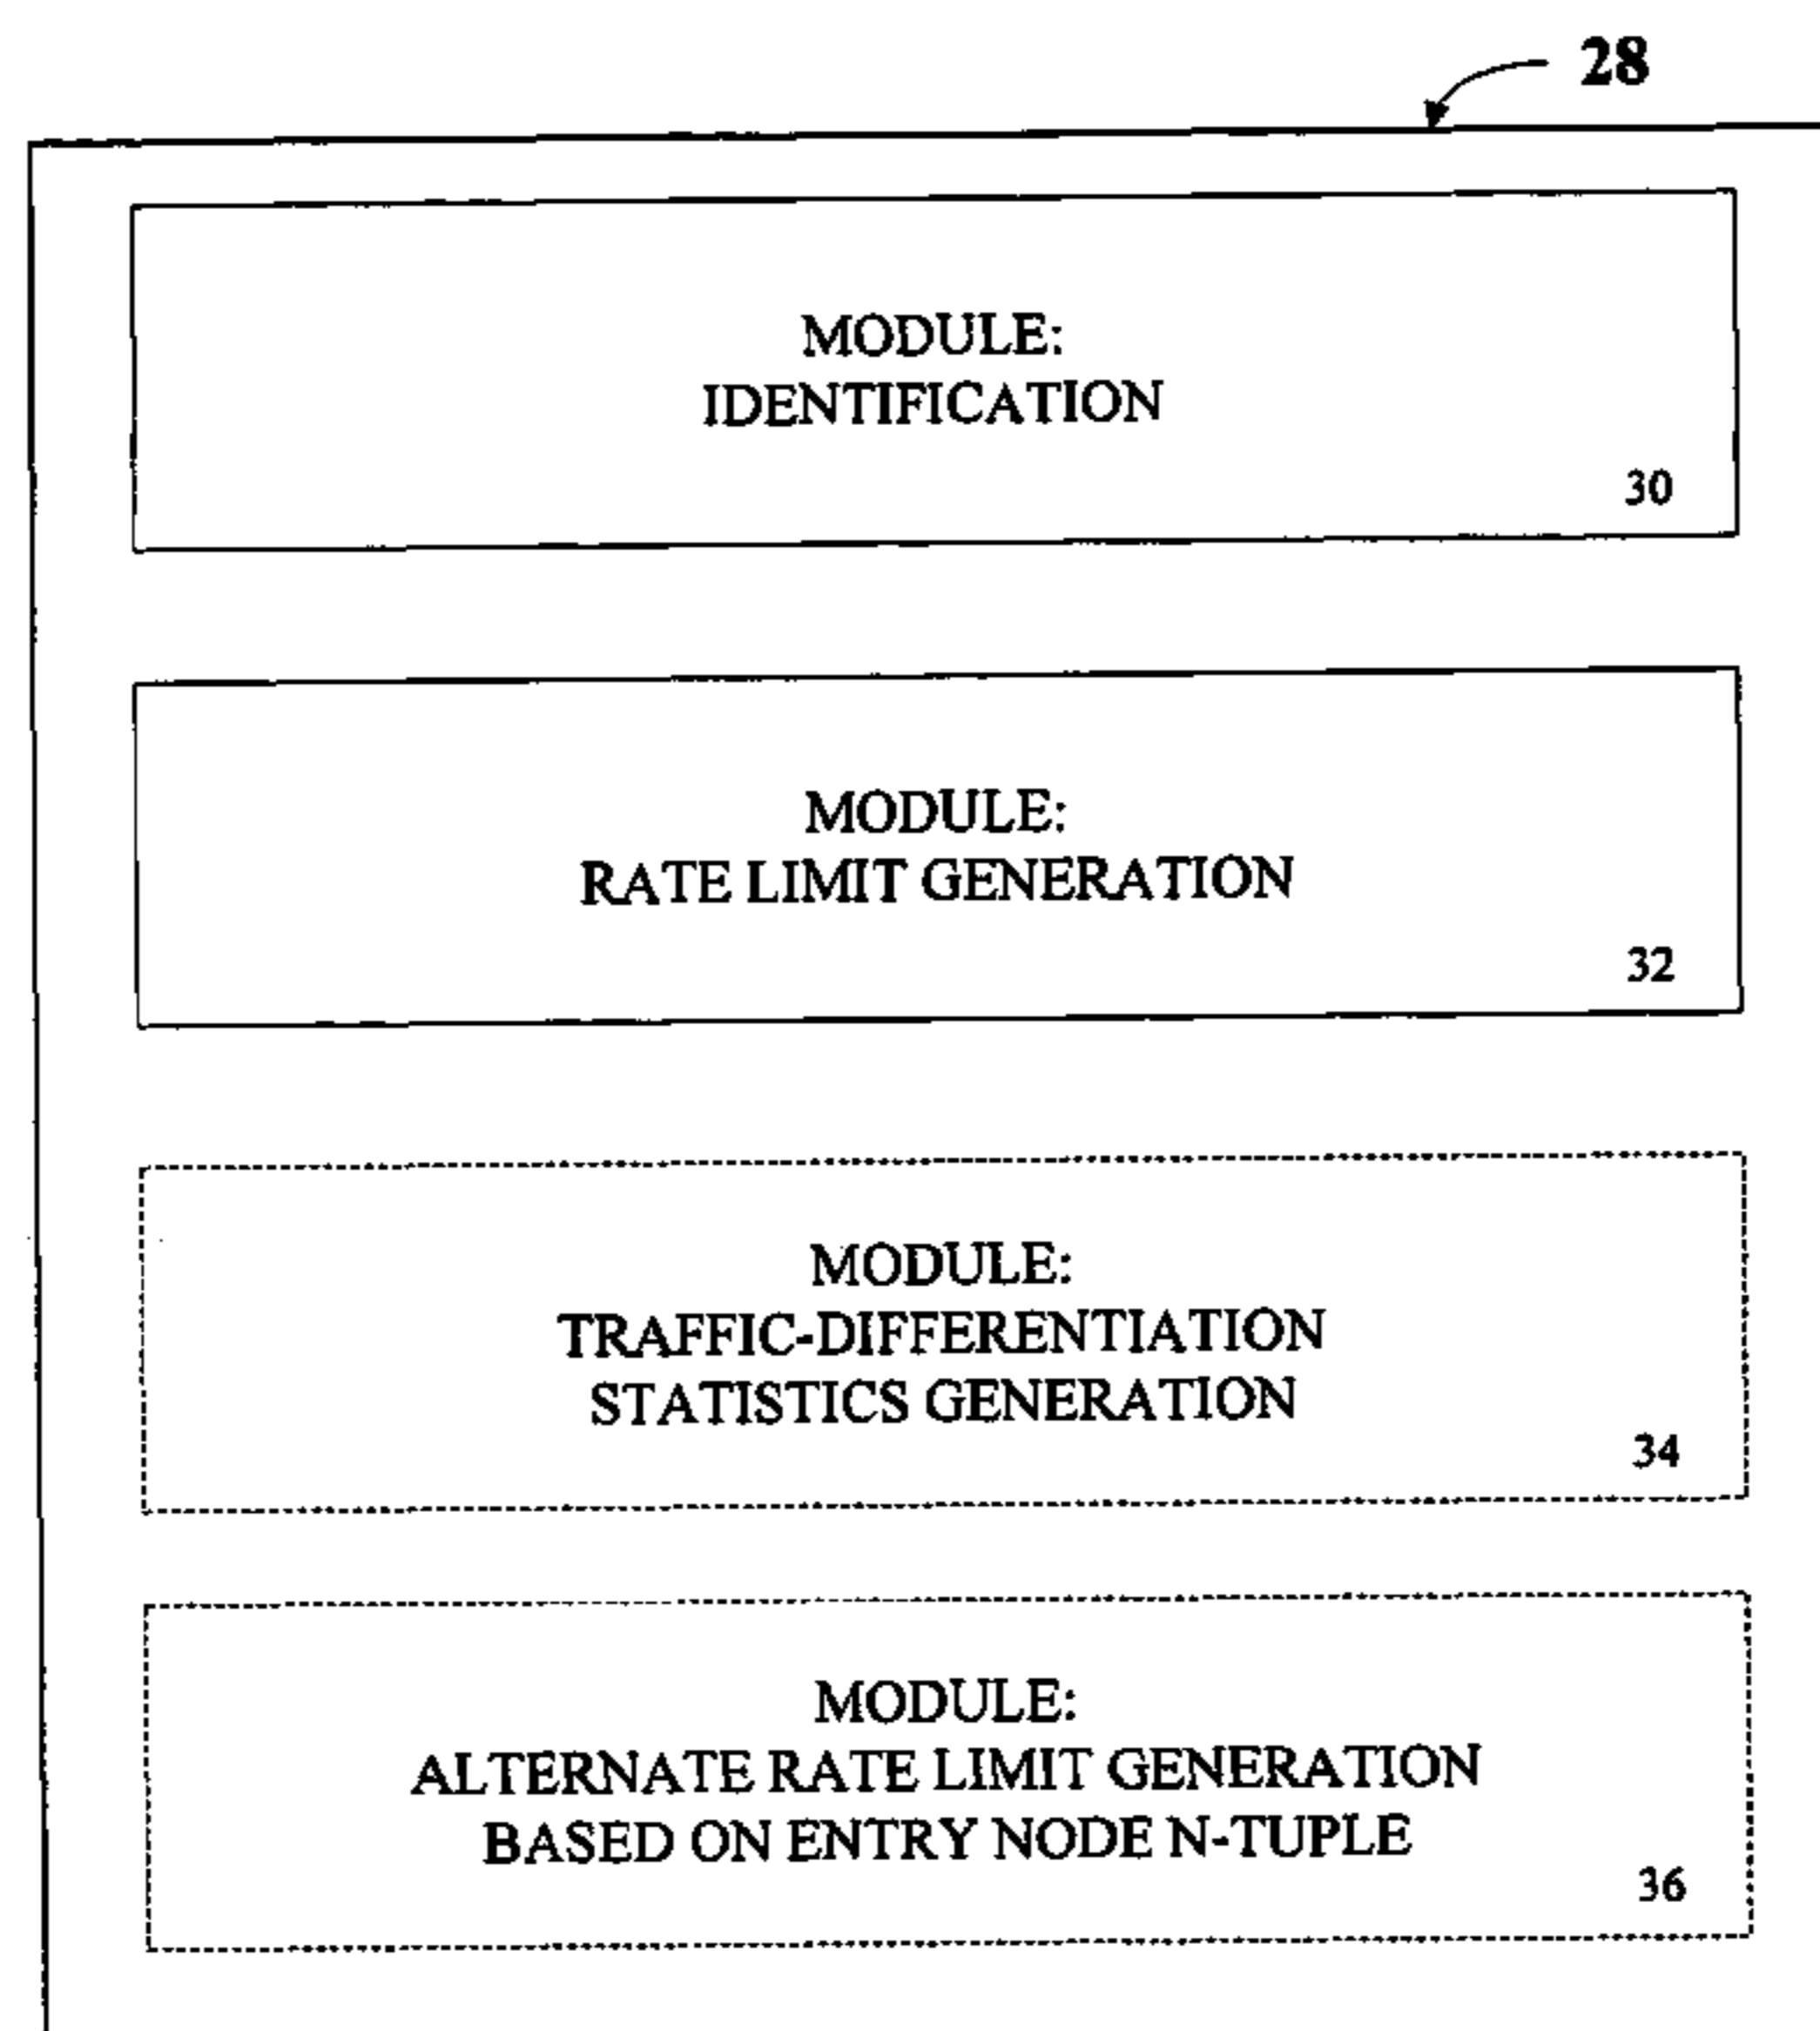 28
MODULE:
IDENTIFICATION
30
MODULE:
RATE LIMIT GENERATION
32
MODULE:
TRAFFIC-DIFFERENTIATION
STATISTICS GENERATION
34
MODULE:
ALTERNATE RATE LIMIT GENERATION
BASED ON ENTRY NODE N-TUPLE
36